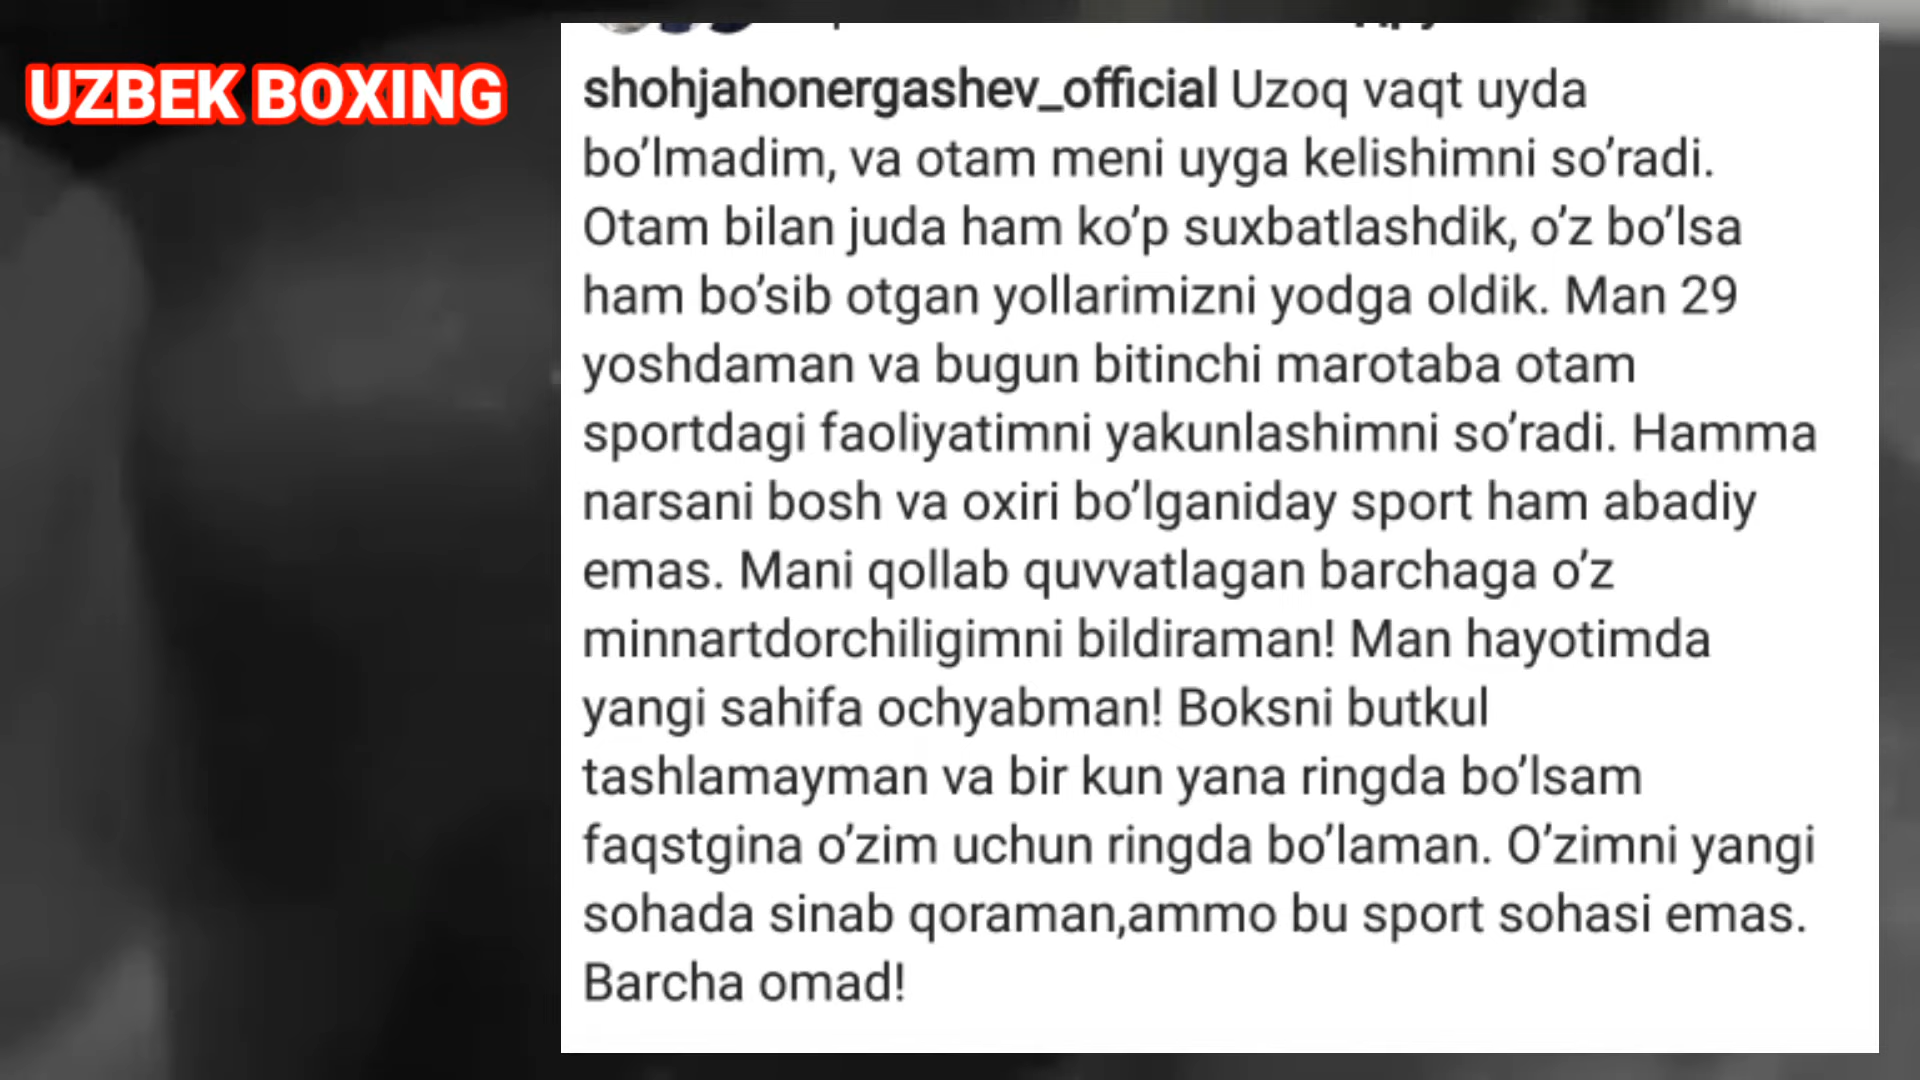 UZBEK BOXING
shohjahonergashev_official Uzoq vaqt uyda
bo’lmadim, va otam meni uyga kelishimni so’radi.
Otam bilan juda ham ko’p suxbatlashdik, o’z bo’lsa
ham bo’sib otgan yollarimizni yodga oldik. Man 29
yoshdaman va bugun bitinchi marotaba otam
sportdagi faoliyatimni yakunlashimni so’radi. Hamma
narsani bosh va oxiri bo’lganiday sport ham abadiy
emas. Mani qollab quvvatlagan barchaga o’z
minnartdorchiligimni bildiraman! Man hayotimda
yangi sahifa ochyabman! Boksni butkul
tashlamayman va bir kun yana ringda bo’lsam
faqstgina o’zim uchun ringda bo’laman. O’zimni yangi
sohada sinab qoraman,ammo bu sport sohasi emas.
Barcha omad!